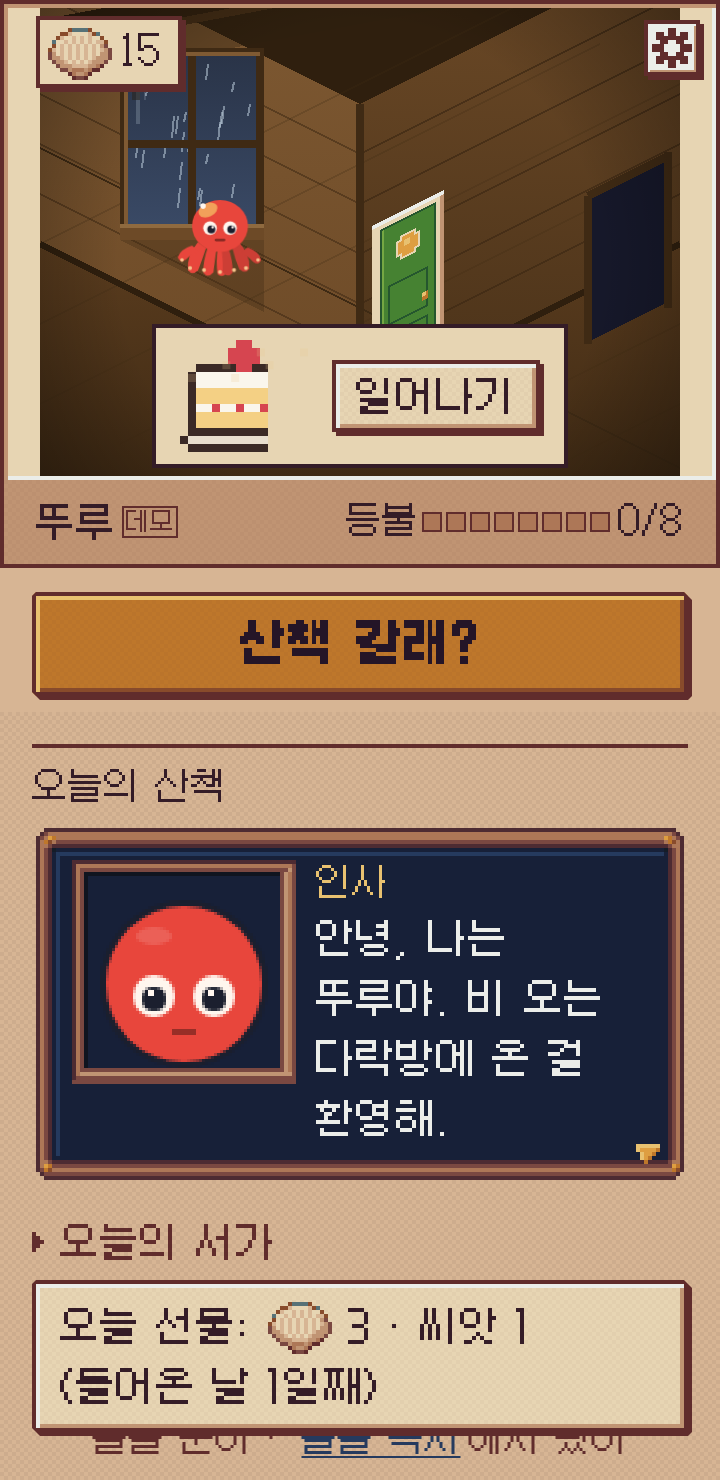 15
일어나기
뚜루 데모 등불 0/8
산책 갈래?
오늘의 산책
인사
안녕, 나는
뚜루야. 비 오는
다락방에 온 걸
환영해.
오늘의 서가
오늘 선물: 3 · 씨앗 1
(들어온 날 1일째)